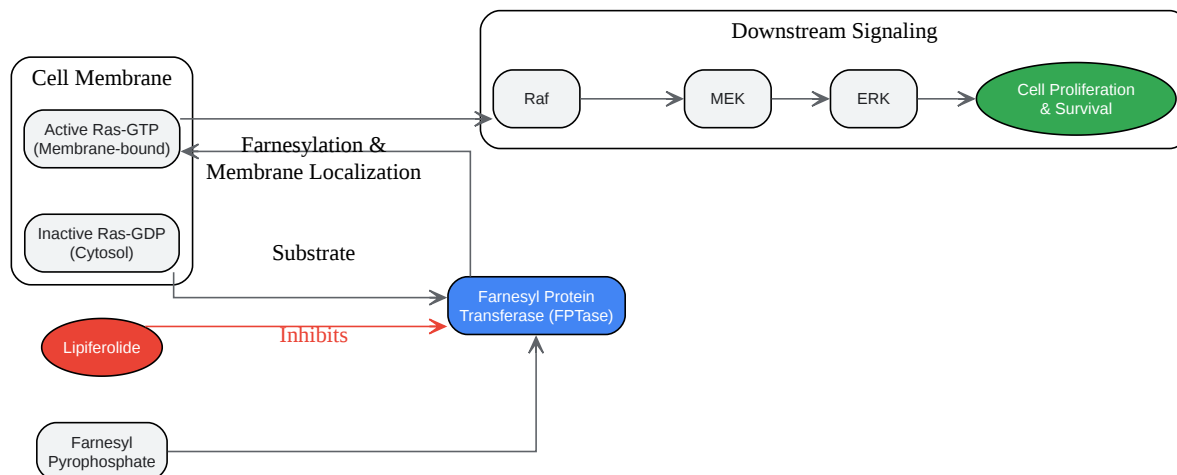 Downstream Signaling
Cell Membrane
Raf
MEK
ERK
Cell Proliferation
& Survival
Active Ras-GTP
(Membrane-bound)
Farnesylation &
Membrane Localization
Inactive Ras-GDP
(Cytosol)
Substrate
Farnesyl Protein
Transferase (FPTase)
Inhibits
Lipiferolide
Farnesyl
Pyrophosphate